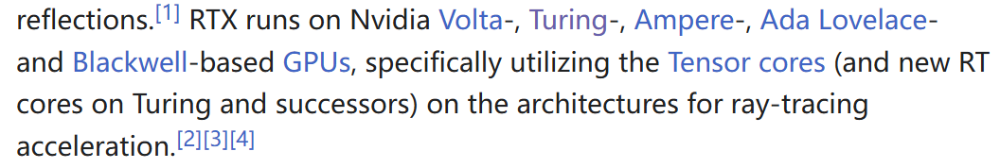 reflections.[1] RTX runs on Nvidia Volta-, Turing-, Ampere-, Ada Lovelace-
and Blackwell-based GPUs, specifically utilizing the Tensor cores (and new RT
cores on Turing and successors) on the architectures for ray-tracing
acceleration.[2][3][4]